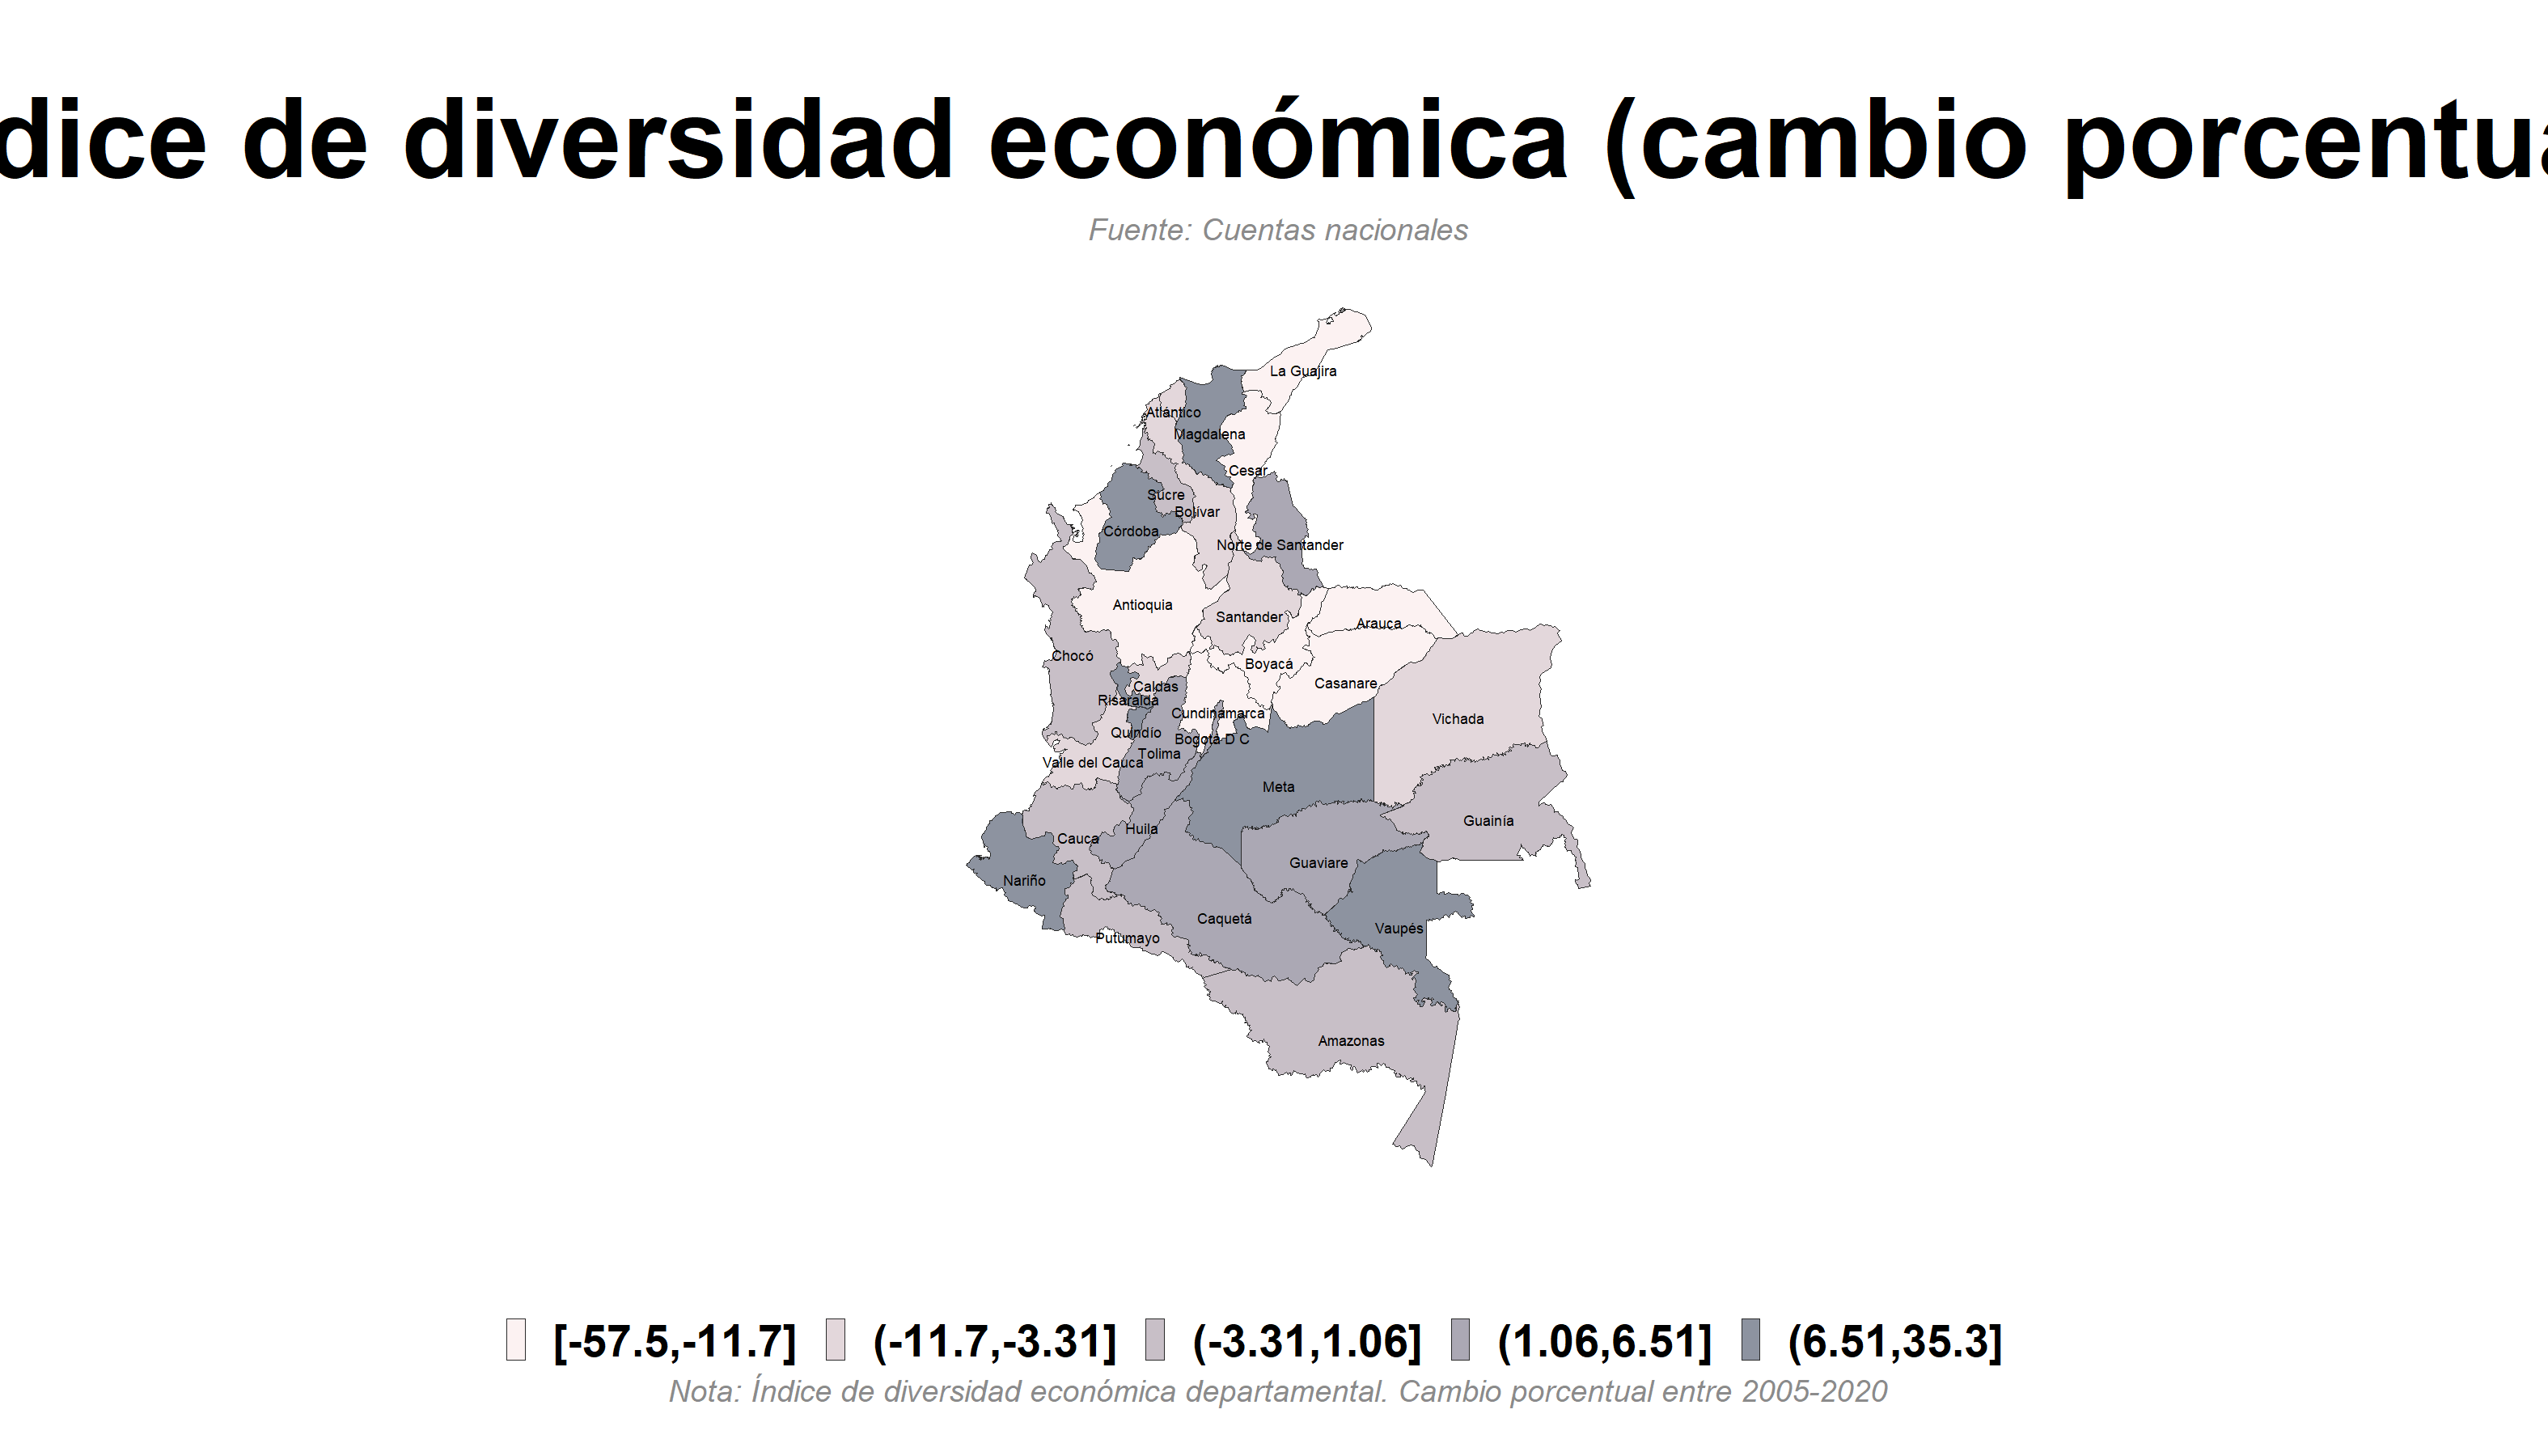 dice de diversidad económica (cambio porcentua
Fuente: Cuentas nacionales
La Guajira
Atlántico
Magdalena
Cesar
Sucre
Bolívar
Córdoba
Norte de Santander
Antioquia
Santander
Arauca
Chocó
Boyacá
Casanare
Caldas
Risaralda
Cundinamarca
Vichada
Quindío
Bogotá D C
Tolima
Valle del Cauca
Meta
Guainía
Huila
Cauca
Guaviare
Nariño
Caquetá
Vaupés
Putumayo
Amazonas
[-57.5,-11.7] (-11.7,-3.31] (-3.31,1.06] (1.06,6.51] (6.51,35.3]
Nota: Índice de diversidad económica departamental. Cambio porcentual entre 2005-2020